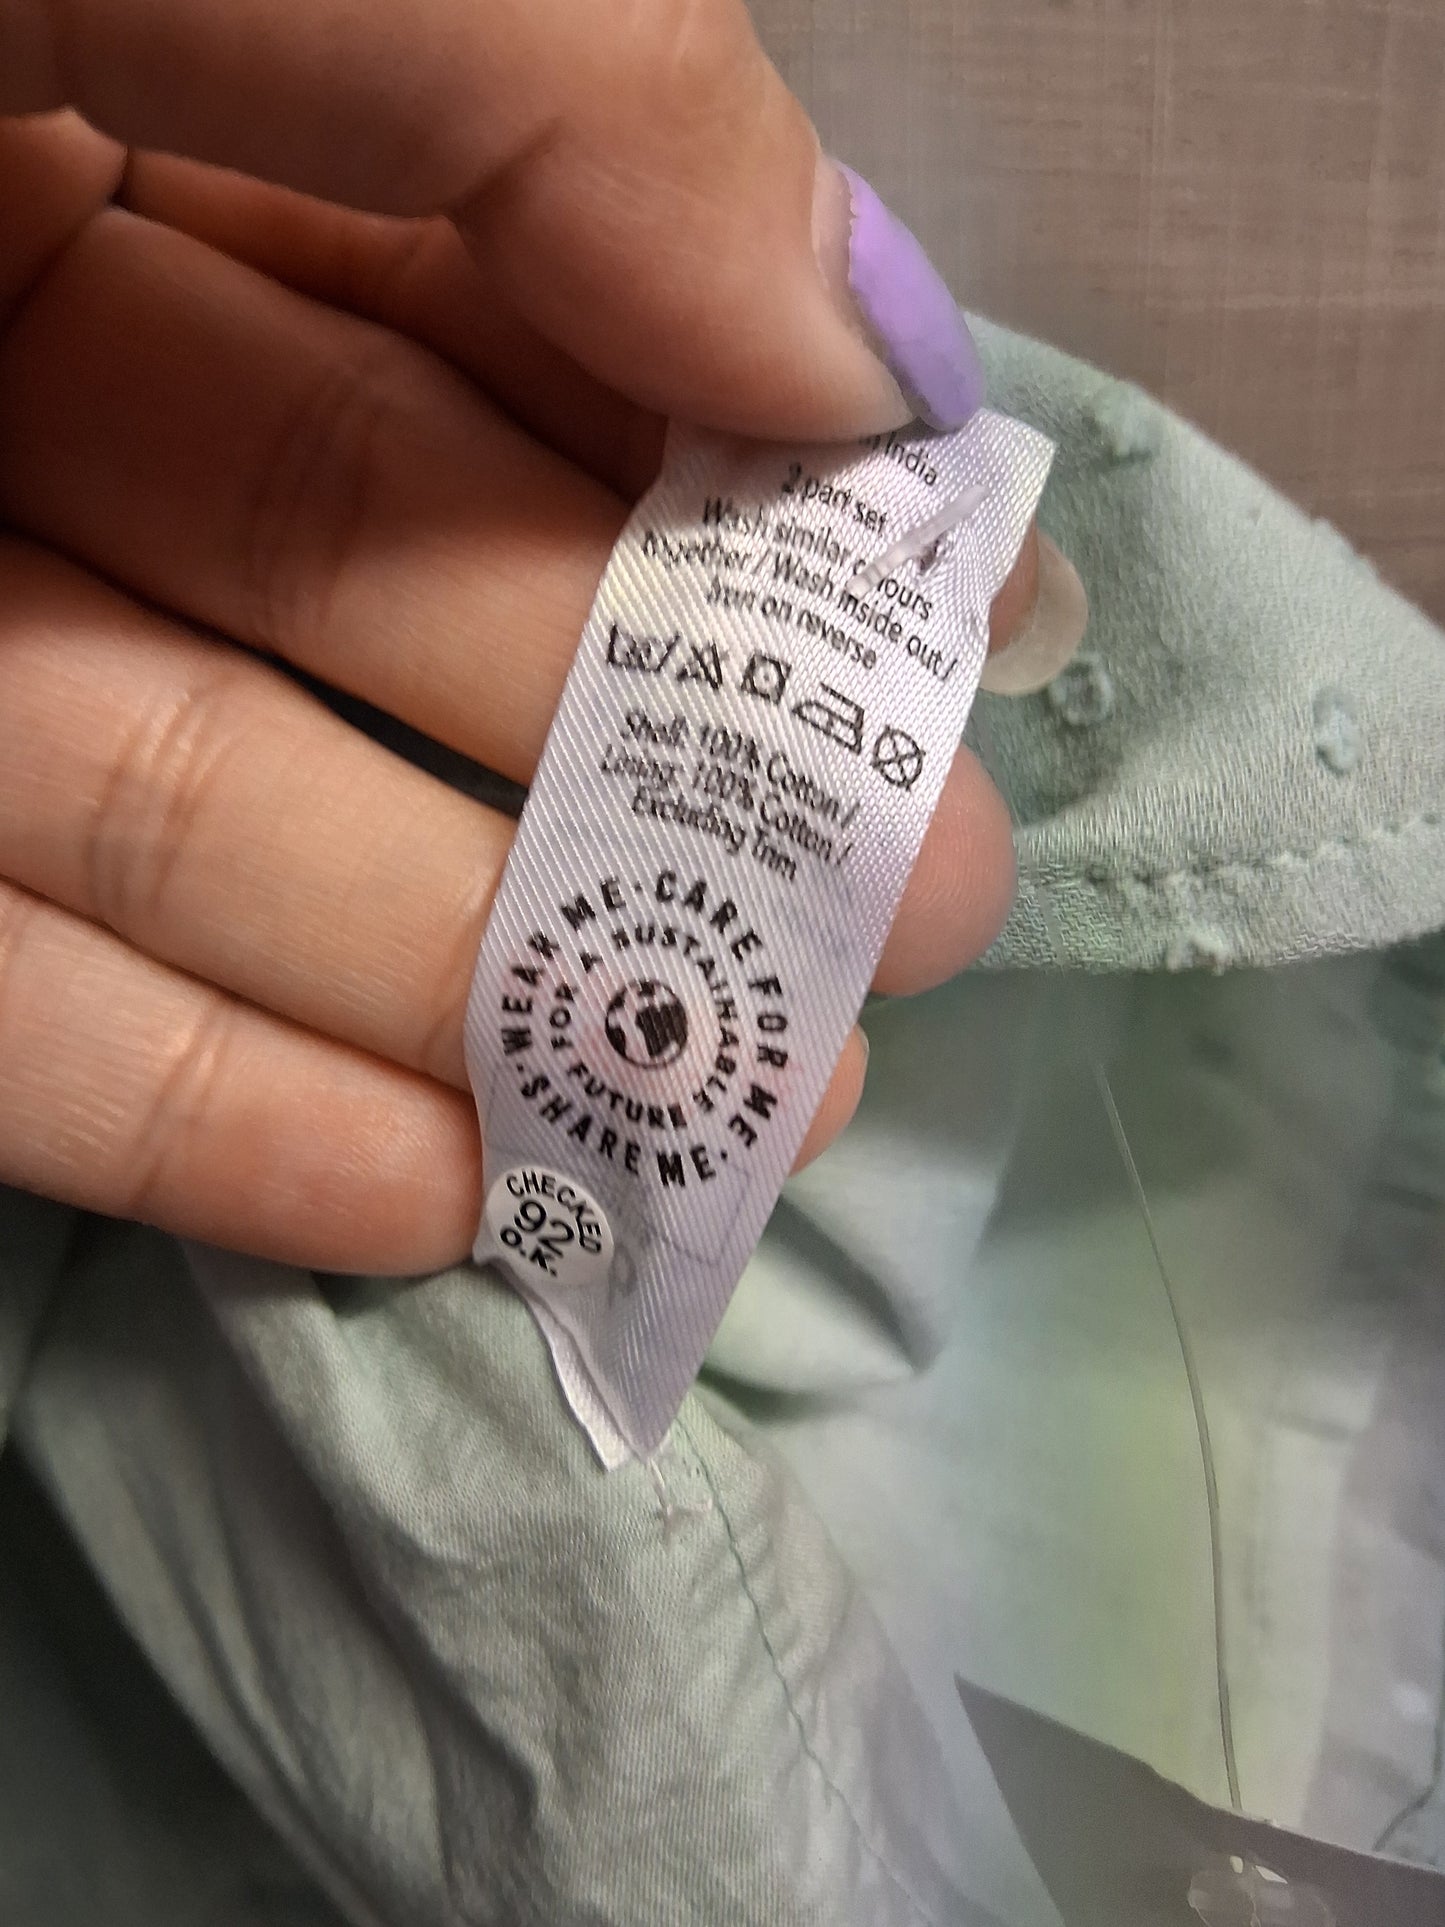 in India
2 part set
Wash similar colours
together / Wash inside out /
Iron on reverse
Shell: 100% Cotton /
Lining: 100% Cotton /
Excluding Trim
· WEAR ME · CARE FOR ME · SHARE ME ·
FOR A SUSTAINABLE FUTURE
CHECKED
92
O.K.